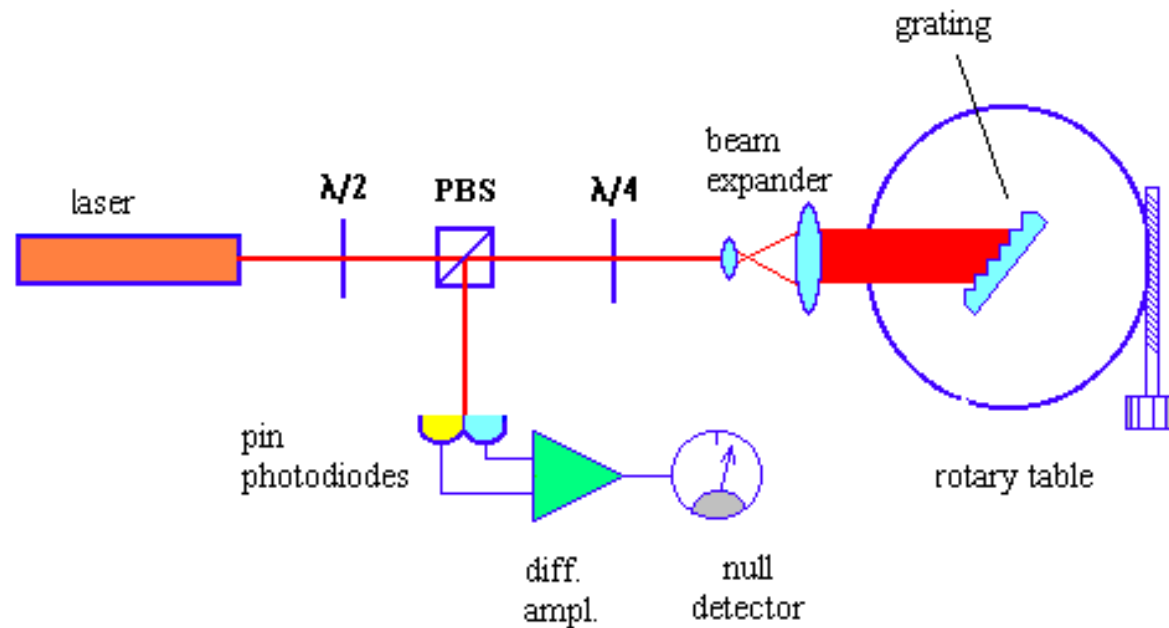 grating
beam
expander
λ/2
PBS
λ/4
laser
pin
photodiodes
rotary table
diff.
ampl.
null
detector